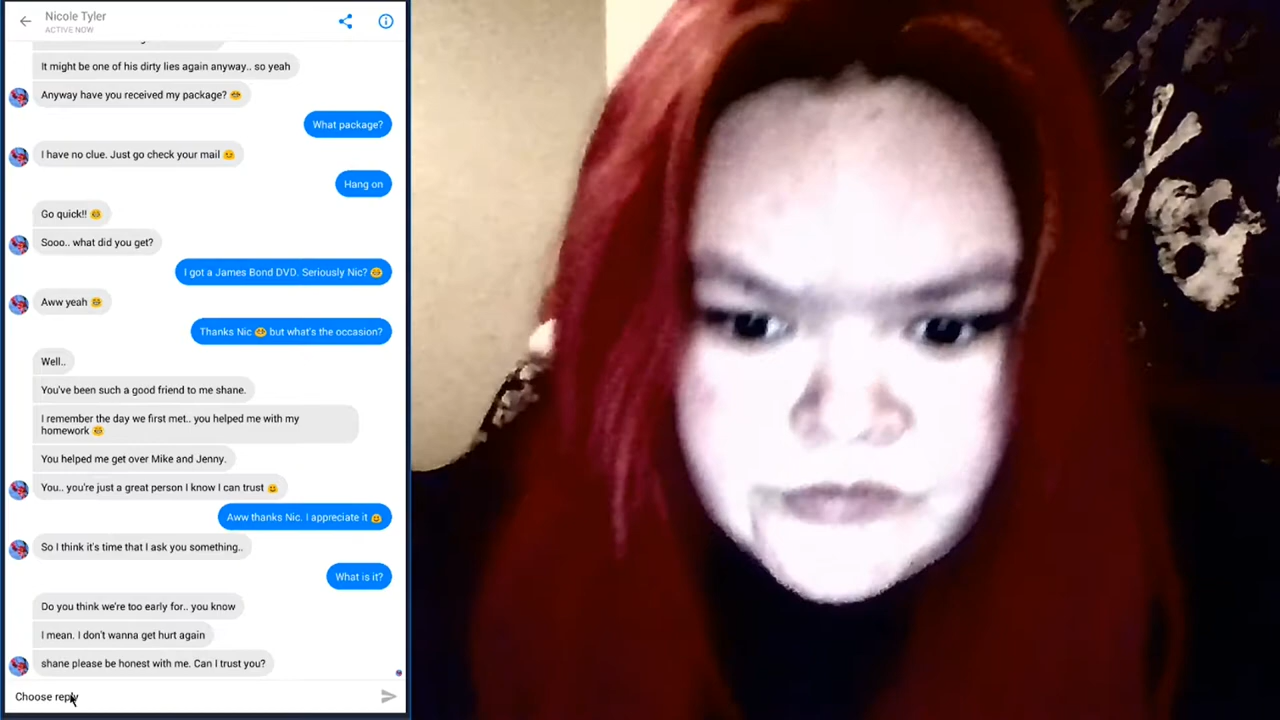 Nicole Tyler
ACTIVE NOW
It might be one of his dirty lies again anyway.. so yeah
Anyway have you received my package?
What package?
I have no clue. Just go check your mail
Hang on
Go quick!!
Sooo.. what did you get?
I got a James Bond DVD. Seriously Nic?
Aww yeah
Thanks Nic but what's the occasion?
Well..
You've been such a good friend to me shane.
I remember the day we first met.. you helped me with my
homework
You helped me get over Mike and Jenny.
You.. you're just a great person I know I can trust
Aww thanks Nic. I appreciate it
So I think it's time that I ask you something..
What is it?
Do you think we're too early for.. you know
I mean. I don't wanna get hurt again
shane please be honest with me. Can I trust you?
Choose reply